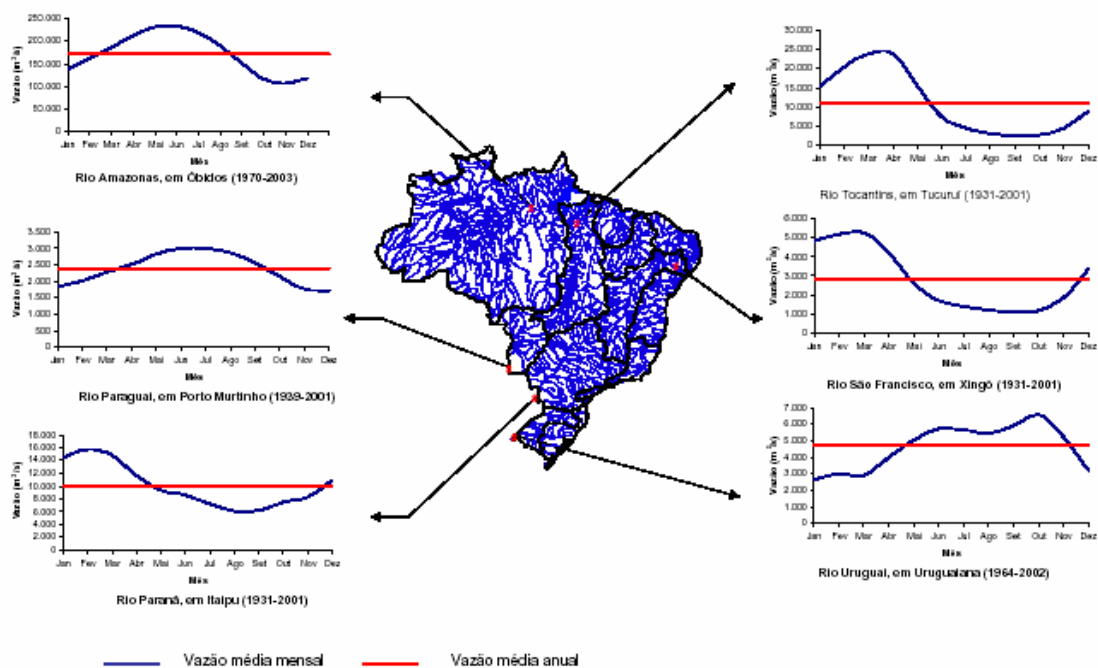 250.000
200.000
150.000
100.000
50.000
0
Vazão (m³/s)
Jan Fev Mar Abr Mai Jun Jul Ago Set Out Nov Dez
Mês
Rio Amazonas, em Óbidos (1970-2003)
30.000
25.000
20.000
15.000
10.000
5.000
0
Vazão (m³/s)
Jan Fev Mar Abr Mai Jun Jul Ago Set Out Nov Dez
Mês
Rio Tocantins, em Tucuruí (1931-2001)
3.500
3.000
2.500
2.000
1.500
1.000
500
0
Vazão (m³/s)
Jan Fev Mar Abr Mai Jun Jul Ago Set Out Nov Dez
Mês
Rio Paraguai, em Porto Murtinho (1939-2001)
6.000
5.000
4.000
3.000
2.000
1.000
0
Vazão (m³/s)
Jan Fev Mar Abr Mai Jun Jul Ago Set Out Nov Dez
Mês
Rio São Francisco, em Xingó (1931-2001)
18.000
16.000
14.000
12.000
10.000
8.000
6.000
4.000
2.000
0
Vazão (m³/s)
Jan Fev Mar Abr Mai Jun Jul Ago Set Out Nov Dez
Mês
Rio Paraná, em Itaipu (1931-2001)
7.000
6.000
5.000
4.000
3.000
2.000
1.000
0
Vazão (m³/s)
Jan Fev Mar Abr Mai Jun Jul Ago Set Out Nov Dez
Mês
Rio Uruguai, em Uruguaiana (1964-2002)
Vazão média mensal
Vazão média anual